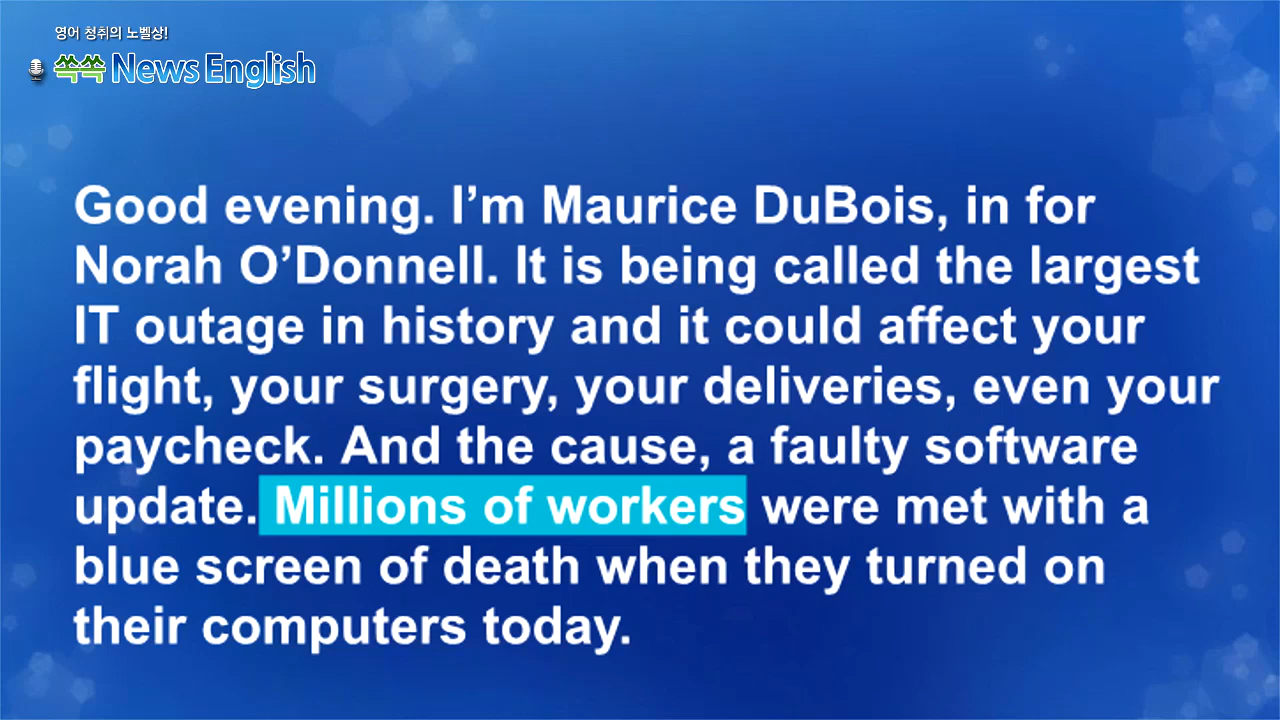 영어 청취의 노벨상!
쏙쏙 News English
Good evening. I’m Maurice DuBois, in for
Norah O’Donnell. It is being called the largest
IT outage in history and it could affect your
flight, your surgery, your deliveries, even your
paycheck. And the cause, a faulty software
update. Millions of workers were met with a
blue screen of death when they turned on
their computers today.